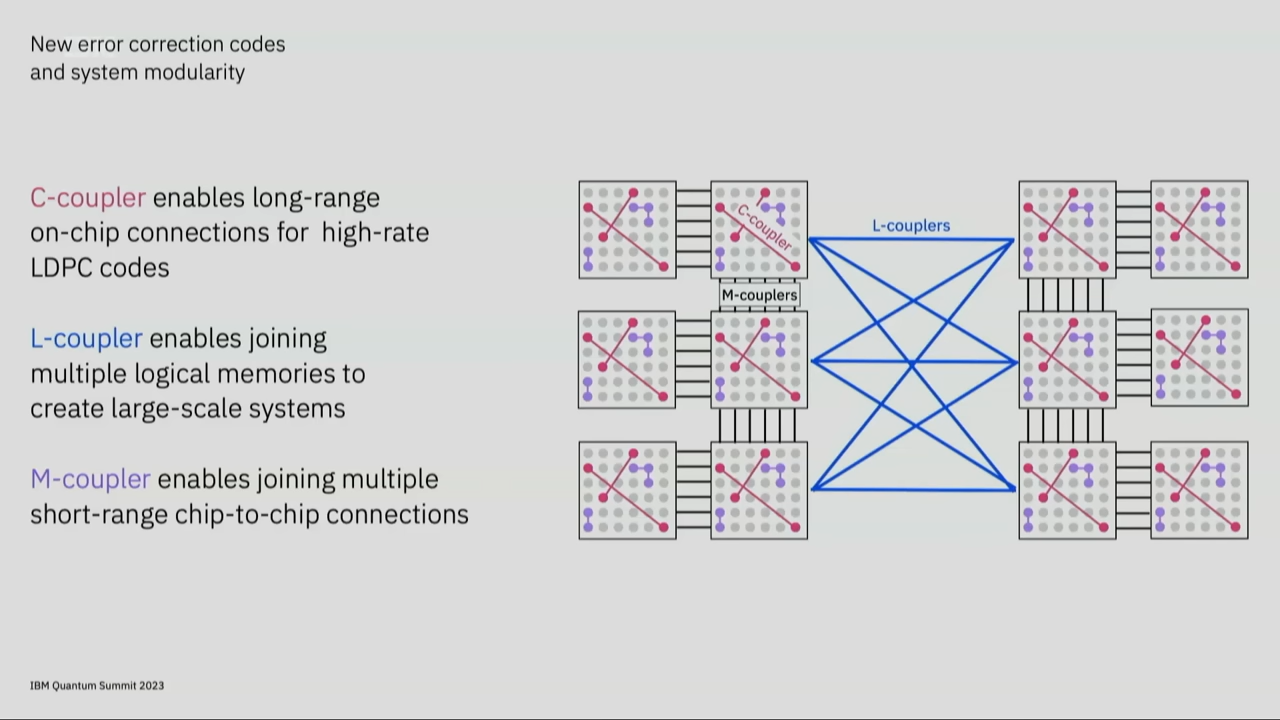 New error correction codes
and system modularity
C-coupler enables long-range
on-chip connections for high-rate
LDPC codes
L-coupler enables joining
multiple logical memories to
create large-scale systems
M-coupler enables joining multiple
short-range chip-to-chip connections
C-coupler
L-couplers
M-couplers
IBM Quantum Summit 2023